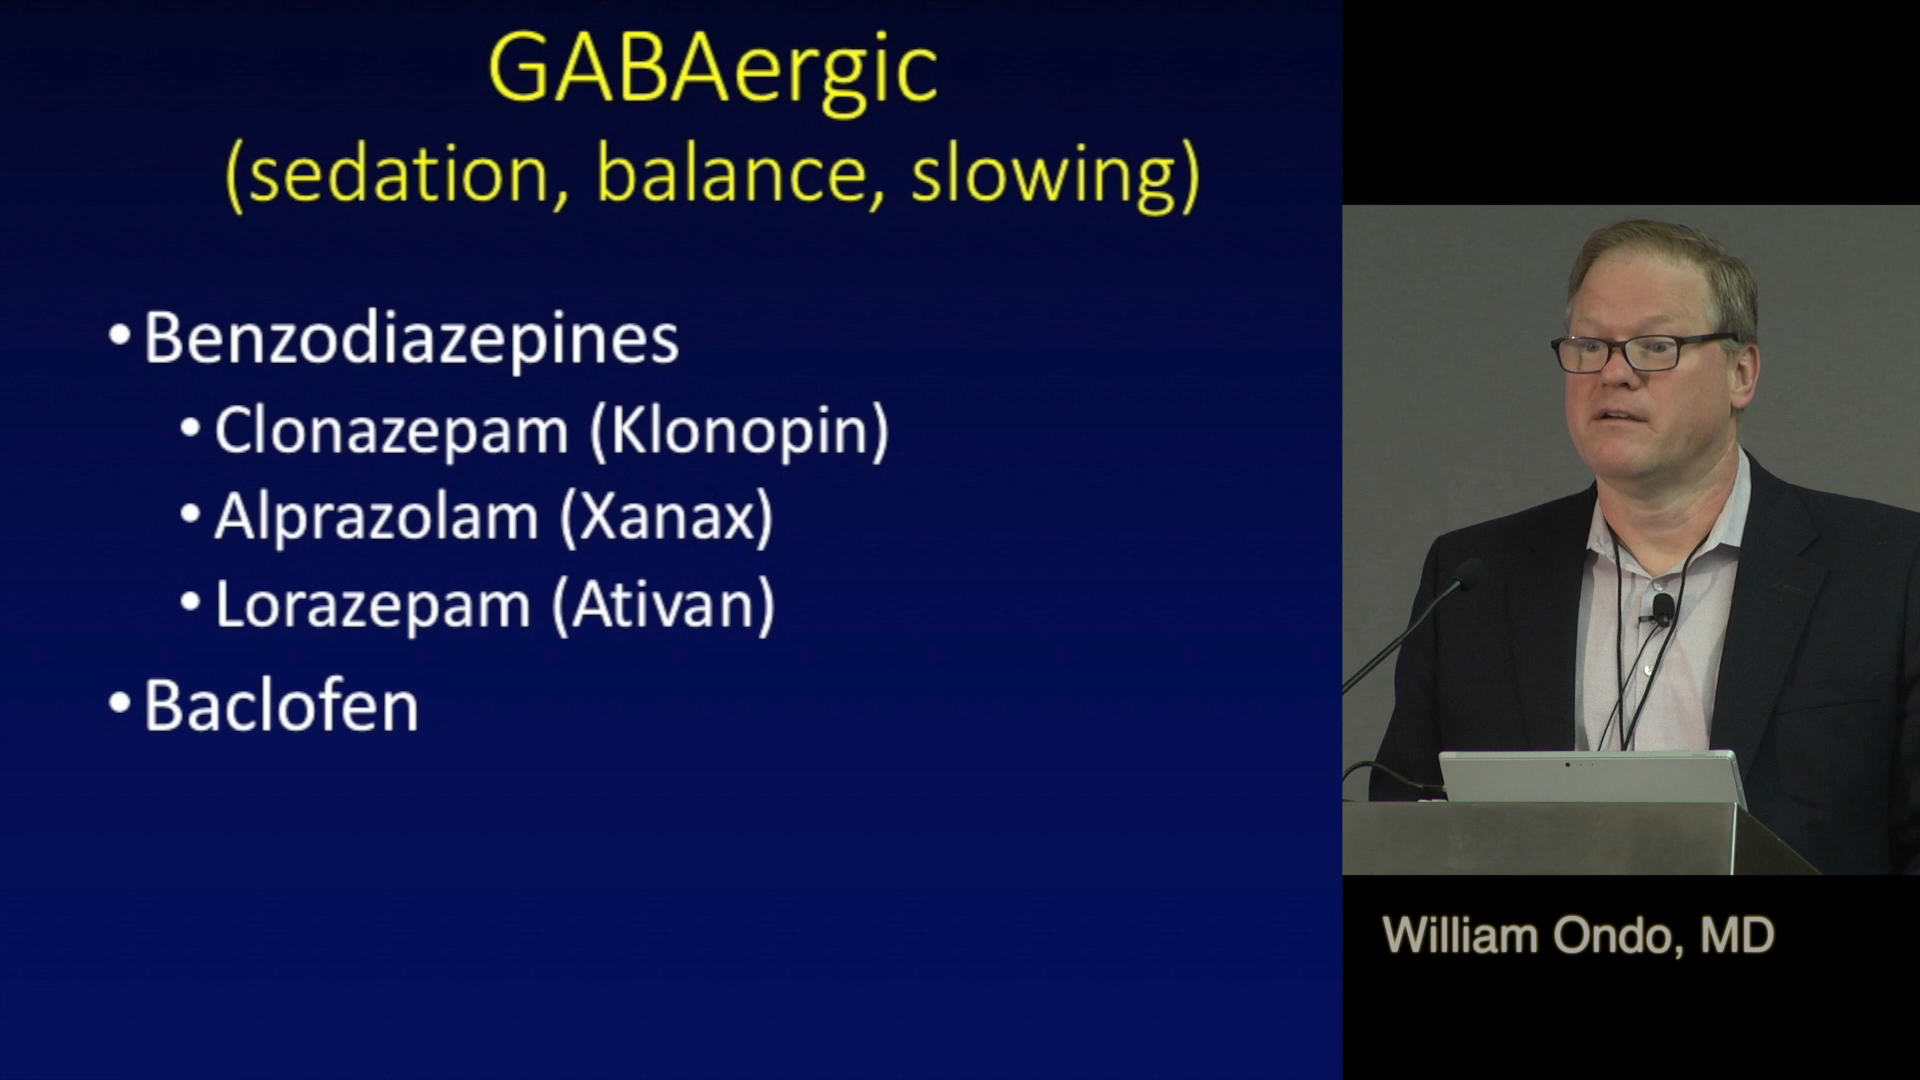 GABAergic
(sedation, balance, slowing)
• Benzodiazepines
• Clonazepam (Klonopin)
• Alprazolam (Xanax)
• Lorazepam (Ativan)
• Baclofen
William Ondo, MD